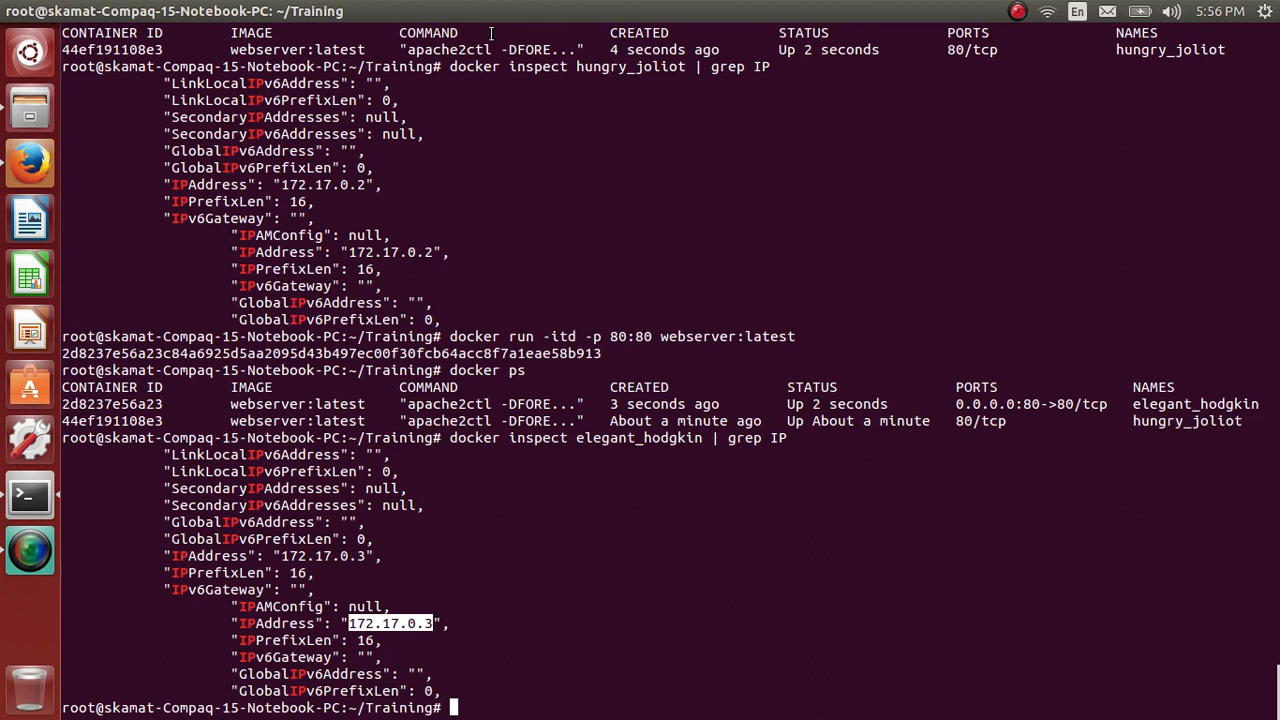 root@skamat-Compaq-15-Notebook-PC: ~/Training
En
5:56 PM
CONTAINER ID        IMAGE               COMMAND                  CREATED             STATUS              PORTS               NAMES
44ef191108e3        webserver:latest    "apache2ctl -DFORE..."   4 seconds ago       Up 2 seconds        80/tcp              hungry_joliot
root@skamat-Compaq-15-Notebook-PC:~/Training# docker inspect hungry_joliot | grep IP
            "LinkLocalIPv6Address": "",
            "LinkLocalIPv6PrefixLen": 0,
            "SecondaryIPAddresses": null,
            "SecondaryIPv6Addresses": null,
            "GlobalIPv6Address": "",
            "GlobalIPv6PrefixLen": 0,
            "IPAddress": "172.17.0.2",
            "IPPrefixLen": 16,
            "IPv6Gateway": "",
                    "IPAMConfig": null,
                    "IPAddress": "172.17.0.2",
                    "IPPrefixLen": 16,
                    "IPv6Gateway": "",
                    "GlobalIPv6Address": "",
                    "GlobalIPv6PrefixLen": 0,
root@skamat-Compaq-15-Notebook-PC:~/Training# docker run -itd -p 80:80 webserver:latest
2d8237e56a23c84a6925d5aa2095d43b497ec00f30fcb64acc8f7a1eae58b913
root@skamat-Compaq-15-Notebook-PC:~/Training# docker ps
CONTAINER ID        IMAGE               COMMAND                  CREATED              STATUS              PORTS                NAMES
2d8237e56a23        webserver:latest    "apache2ctl -DFORE..."   3 seconds ago        Up 2 seconds        0.0.0.0:80->80/tcp   elegant_hodgkin
44ef191108e3        webserver:latest    "apache2ctl -DFORE..."   About a minute ago   Up About a minute   80/tcp               hungry_joliot
root@skamat-Compaq-15-Notebook-PC:~/Training# docker inspect elegant_hodgkin | grep IP
            "LinkLocalIPv6Address": "",
            "LinkLocalIPv6PrefixLen": 0,
            "SecondaryIPAddresses": null,
            "SecondaryIPv6Addresses": null,
            "GlobalIPv6Address": "",
            "GlobalIPv6PrefixLen": 0,
            "IPAddress": "172.17.0.3",
            "IPPrefixLen": 16,
            "IPv6Gateway": "",
                    "IPAMConfig": null,
                    "IPAddress": "172.17.0.3",
                    "IPPrefixLen": 16,
                    "IPv6Gateway": "",
                    "GlobalIPv6Address": "",
                    "GlobalIPv6PrefixLen": 0,
root@skamat-Compaq-15-Notebook-PC:~/Training#